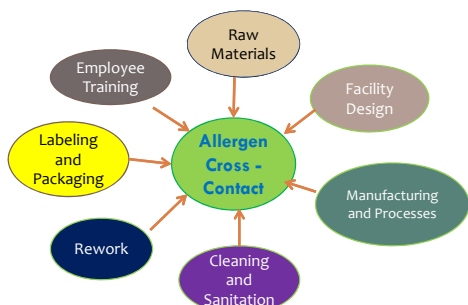 Raw
Materials
Employee
Training
Facility
Design
Allergen
Cross -
Contact
Labeling
and
Packaging
Manufacturing
and Processes
Rework
Cleaning
and
Sanitation